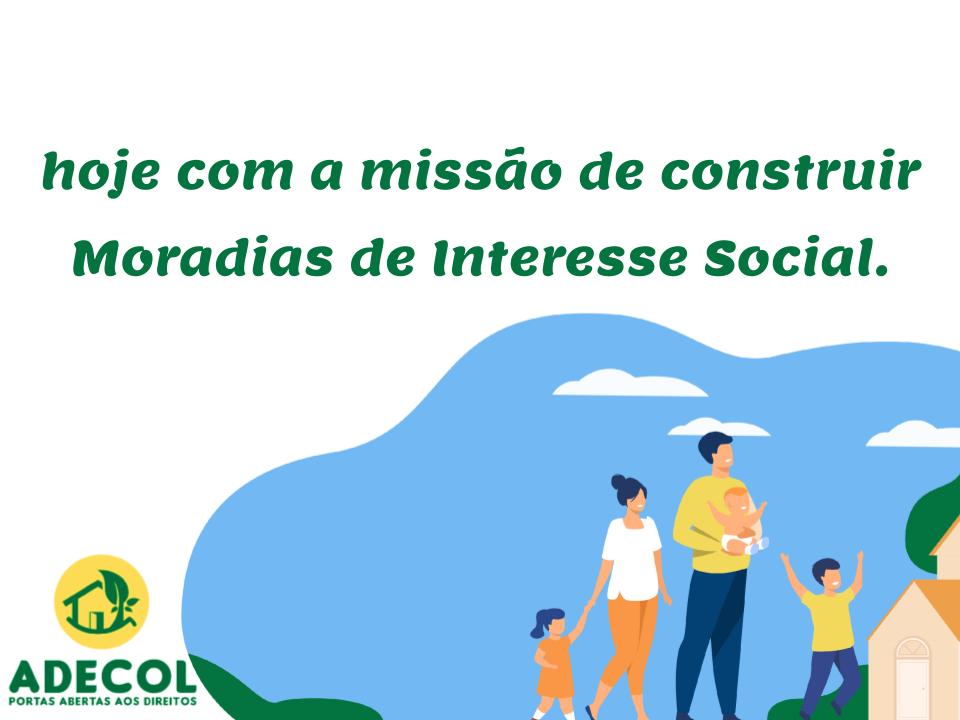 hoje com a missão de construir
Moradias de Interesse Social.
ADECOL
PORTAS ABERTAS AOS DIREITOS